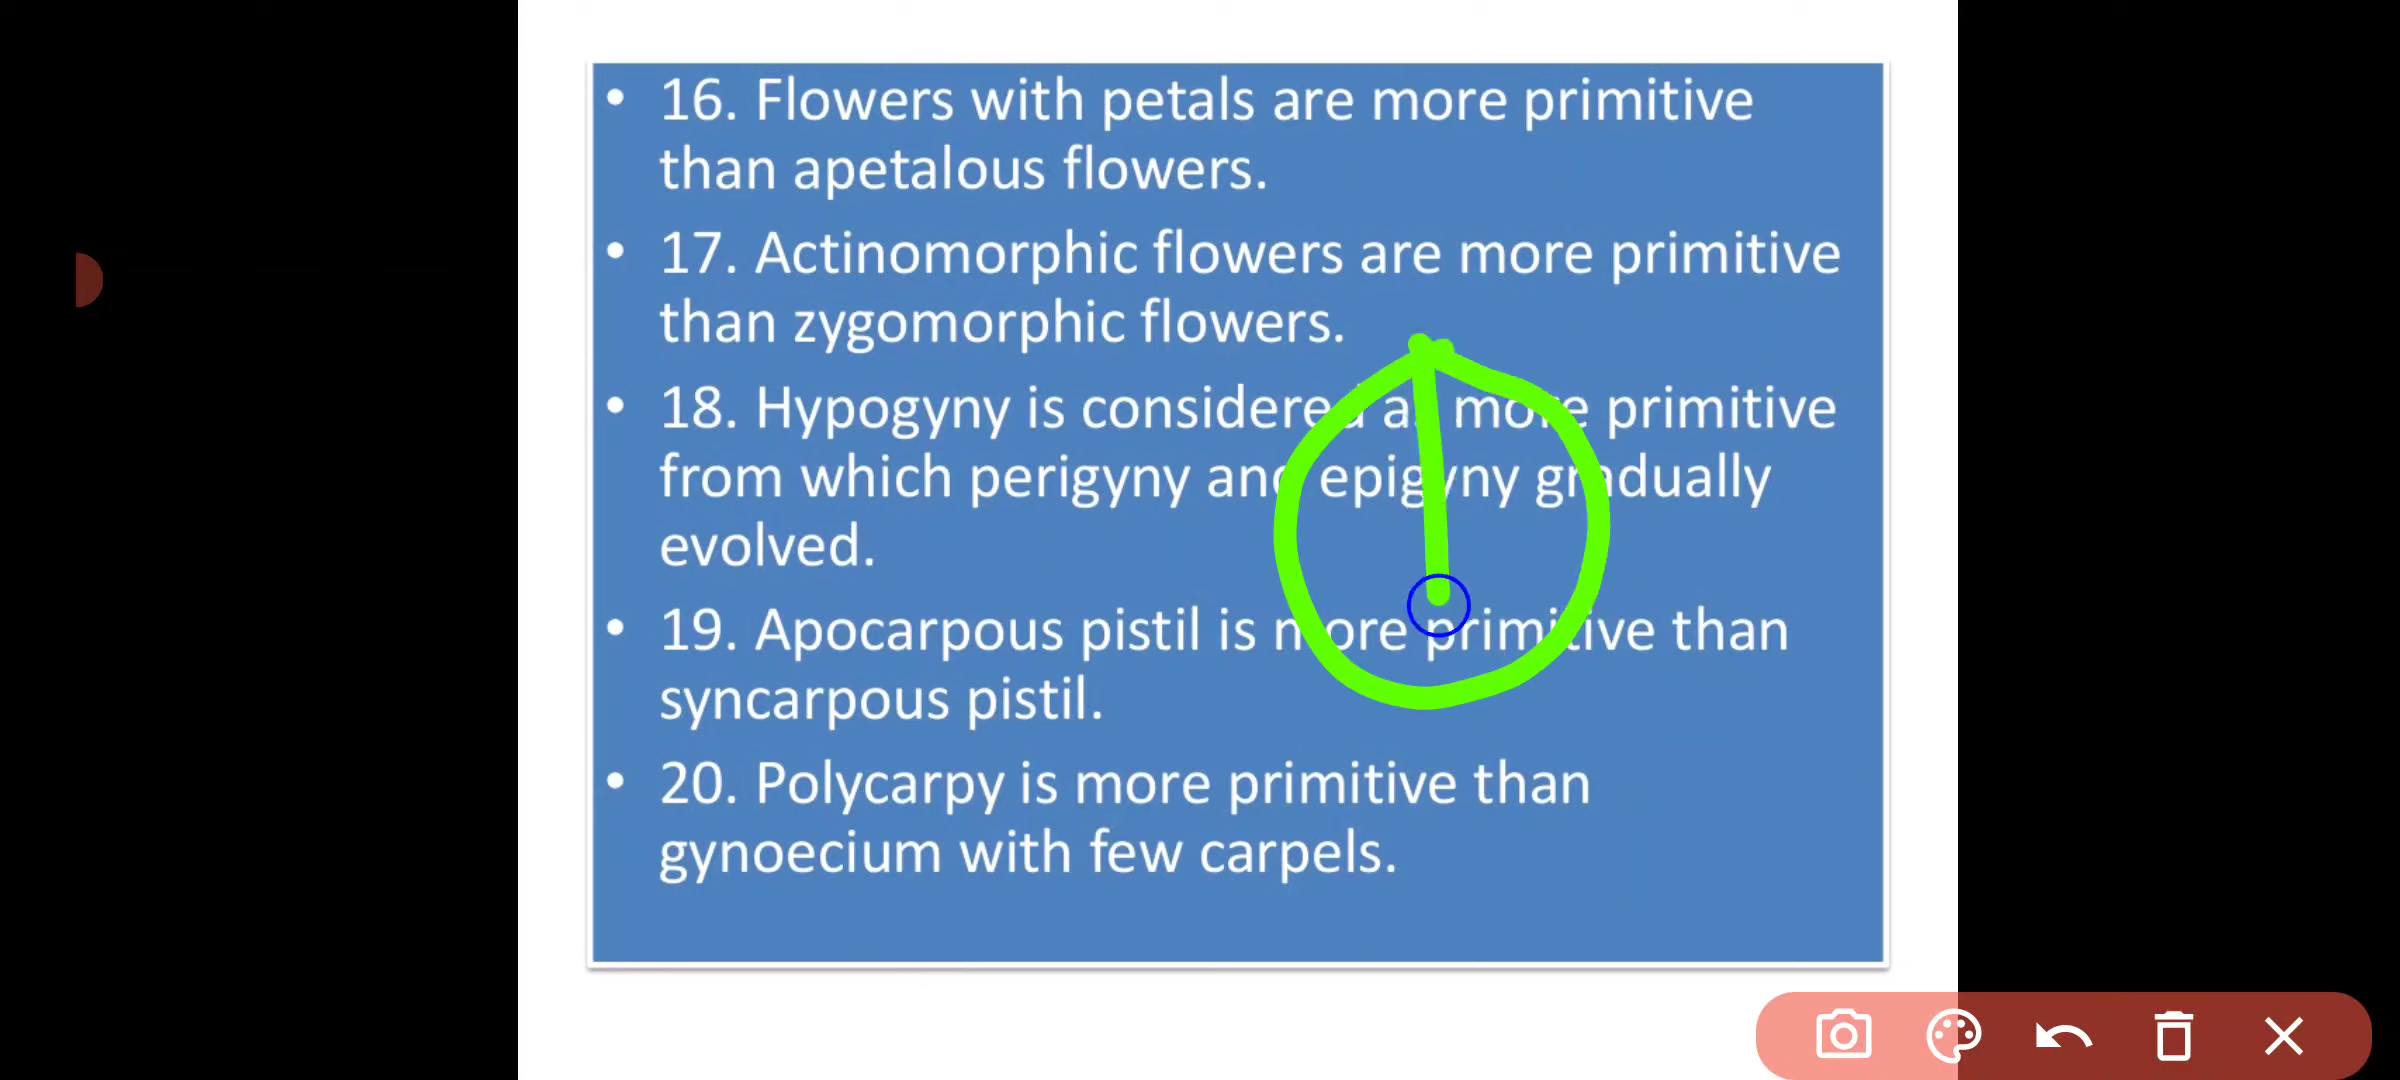 • 16. Flowers with petals are more primitive
than apetalous flowers.
• 17. Actinomorphic flowers are more primitive
than zygomorphic flowers.
• 18. Hypogyny is considered as more primitive
from which perigyny and epigyny gradually
evolved.
• 19. Apocarpous pistil is more primitive than
syncarpous pistil.
• 20. Polycarpy is more primitive than
gynoecium with few carpels.